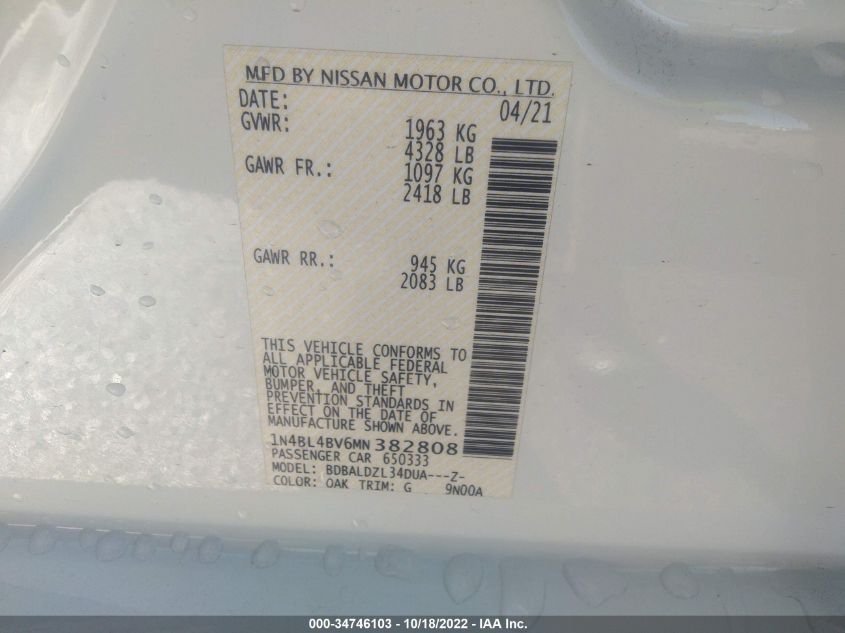 MFD BY NISSAN MOTOR CO., LTD.
DATE: 04/21
GVWR: 1963 KG
4328 LB
GAWR FR.: 1097 KG
2418 LB
GAWR RR.: 945 KG
2083 LB
THIS VEHICLE CONFORMS TO
ALL APPLICABLE FEDERAL
MOTOR VEHICLE SAFETY,
BUMPER, AND THEFT
PREVENTION STANDARDS IN
EFFECT ON THE DATE OF
MANUFACTURE SHOWN ABOVE.
1N4BL4BV6MN382808
PASSENGER CAR 650333
MODEL: BDBALDZL34DUA---Z-
COLOR: OAK TRIM: G 9N00A
000-34746103 - 10/18/2022 - IAA Inc.